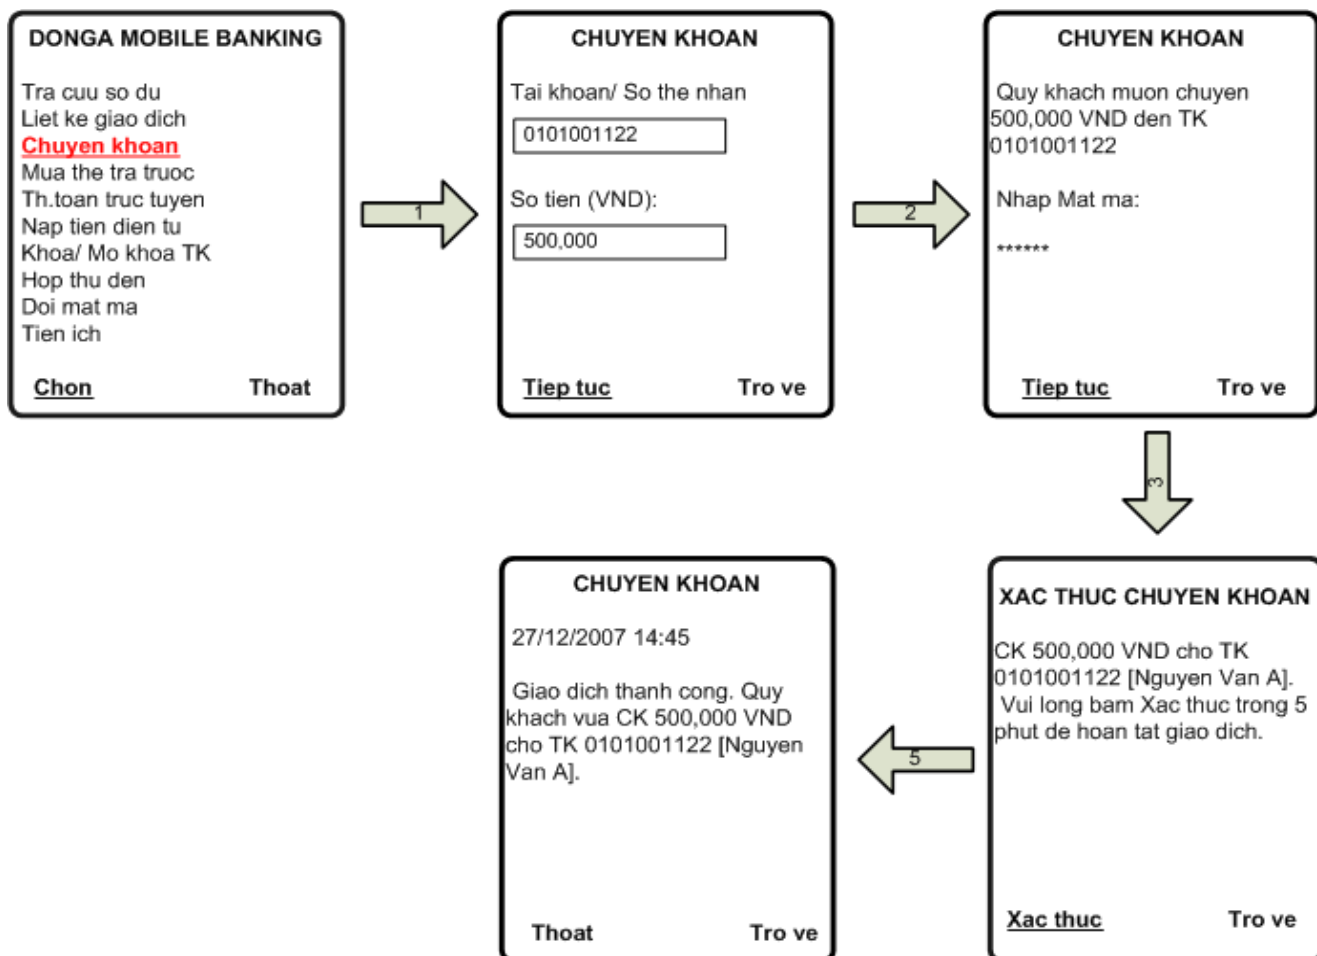 DONGA MOBILE BANKING
Tra cuu so du
Liet ke giao dich
Chuyen khoan
Mua the tra truoc
Th.toan truc tuyen
Nap tien dien tu
Khoa/ Mo khoa TK
Hop thu den
Doi mat ma
Tien ich
Chon Thoat
1
CHUYEN KHOAN
Tai khoan/ So the nhan
0101001122
So tien (VND):
500,000
Tiep tuc Tro ve
2
CHUYEN KHOAN
Quy khach muon chuyen
500,000 VND den TK
0101001122
Nhap Mat ma:
******
Tiep tuc Tro ve
3
XAC THUC CHUYEN KHOAN
CK 500,000 VND cho TK
0101001122 [Nguyen Van A].
Vui long bam Xac thuc trong 5
phut de hoan tat giao dich.
Xac thuc Tro ve
5
CHUYEN KHOAN
27/12/2007 14:45
Giao dich thanh cong. Quy
khach vua CK 500,000 VND
cho TK 0101001122 [Nguyen
Van A].
Thoat Tro ve